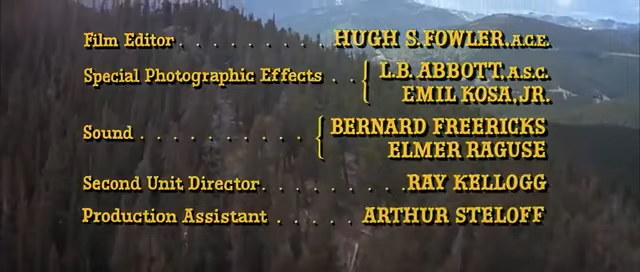 Film Editor . . . . . . . . . HUGH S. FOWLER, A.C.E.
Special Photographic Effects . . { L.B. ABBOTT, A.S.C.
EMIL KOSA, JR.
Sound . . . . . . . . . . { BERNARD FREERICKS
ELMER RAGUSE
Second Unit Director . . . . . . . . RAY KELLOGG
Production Assistant . . . . . ARTHUR STELOFF